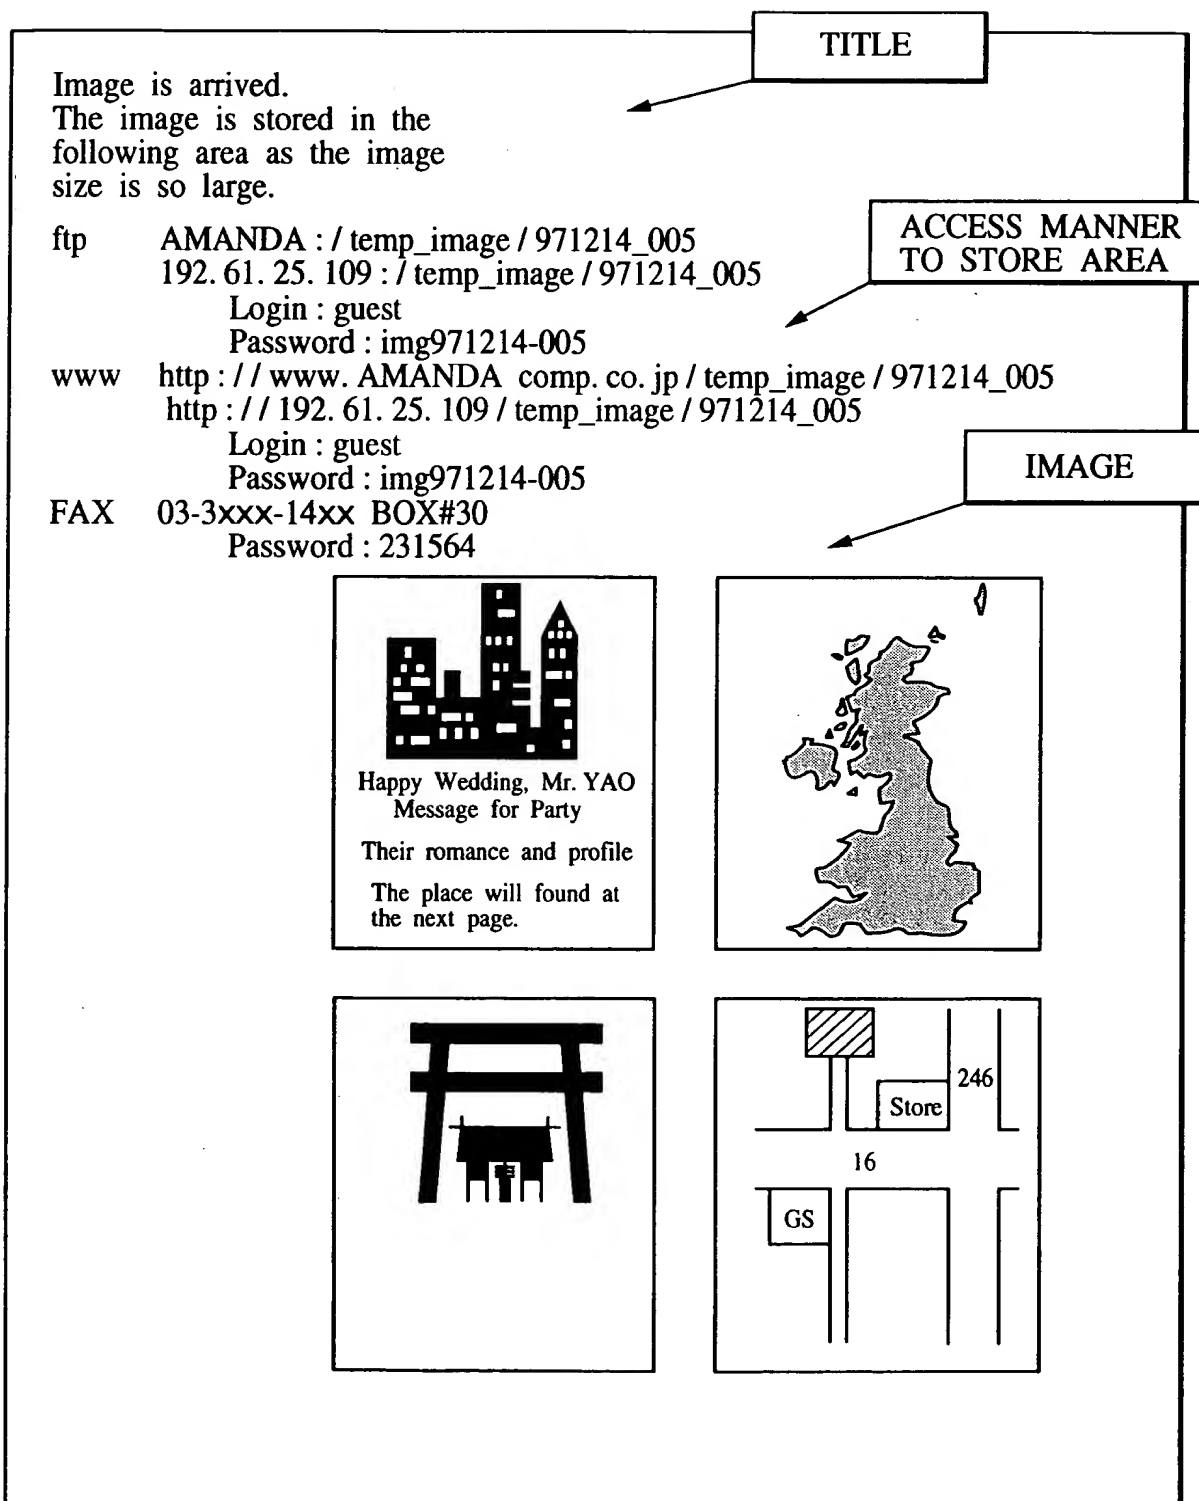 TITLE
Image is arrived.
The image is stored in the
following area as the image
size is so large.
ACCESS MANNER
TO STORE AREA
ftp AMANDA : / temp_image / 971214_005
192. 61. 25. 109 : / temp_image / 971214_005
Login : guest
Password : img971214-005
www http : / / www. AMANDA comp. co. jp / temp_image / 971214_005
http : / / 192. 61. 25. 109 / temp_image / 971214_005
Login : guest
Password : img971214-005
IMAGE
FAX 03-3xxx-14xx BOX#30
Password : 231564
Happy Wedding, Mr. YAO
Message for Party
Their romance and profile
The place will found at
the next page.
246
Store
16
GS